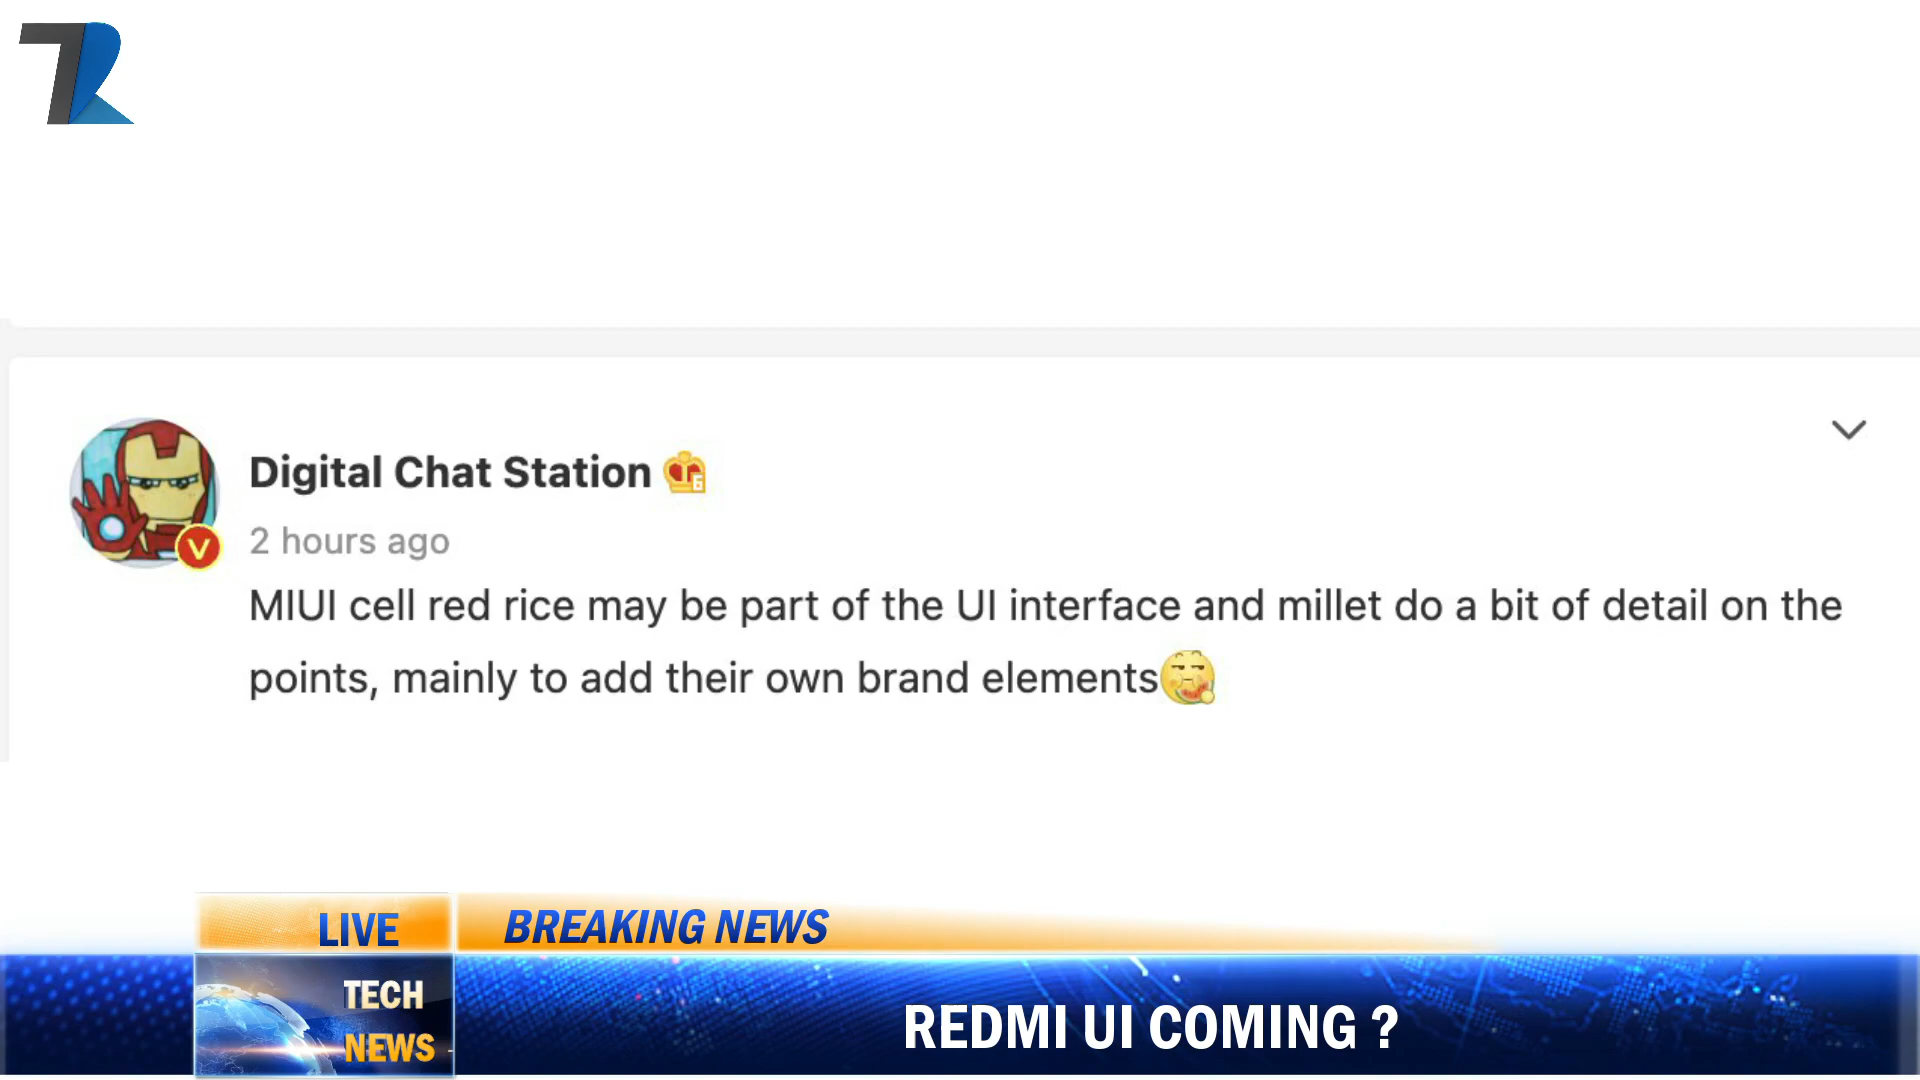 Digital Chat Station
2 hours ago
MIUI cell red rice may be part of the UI interface and millet do a bit of detail on the
points, mainly to add their own brand elements
LIVE
BREAKING NEWS
TECH
NEWS
REDMI UI COMING ?